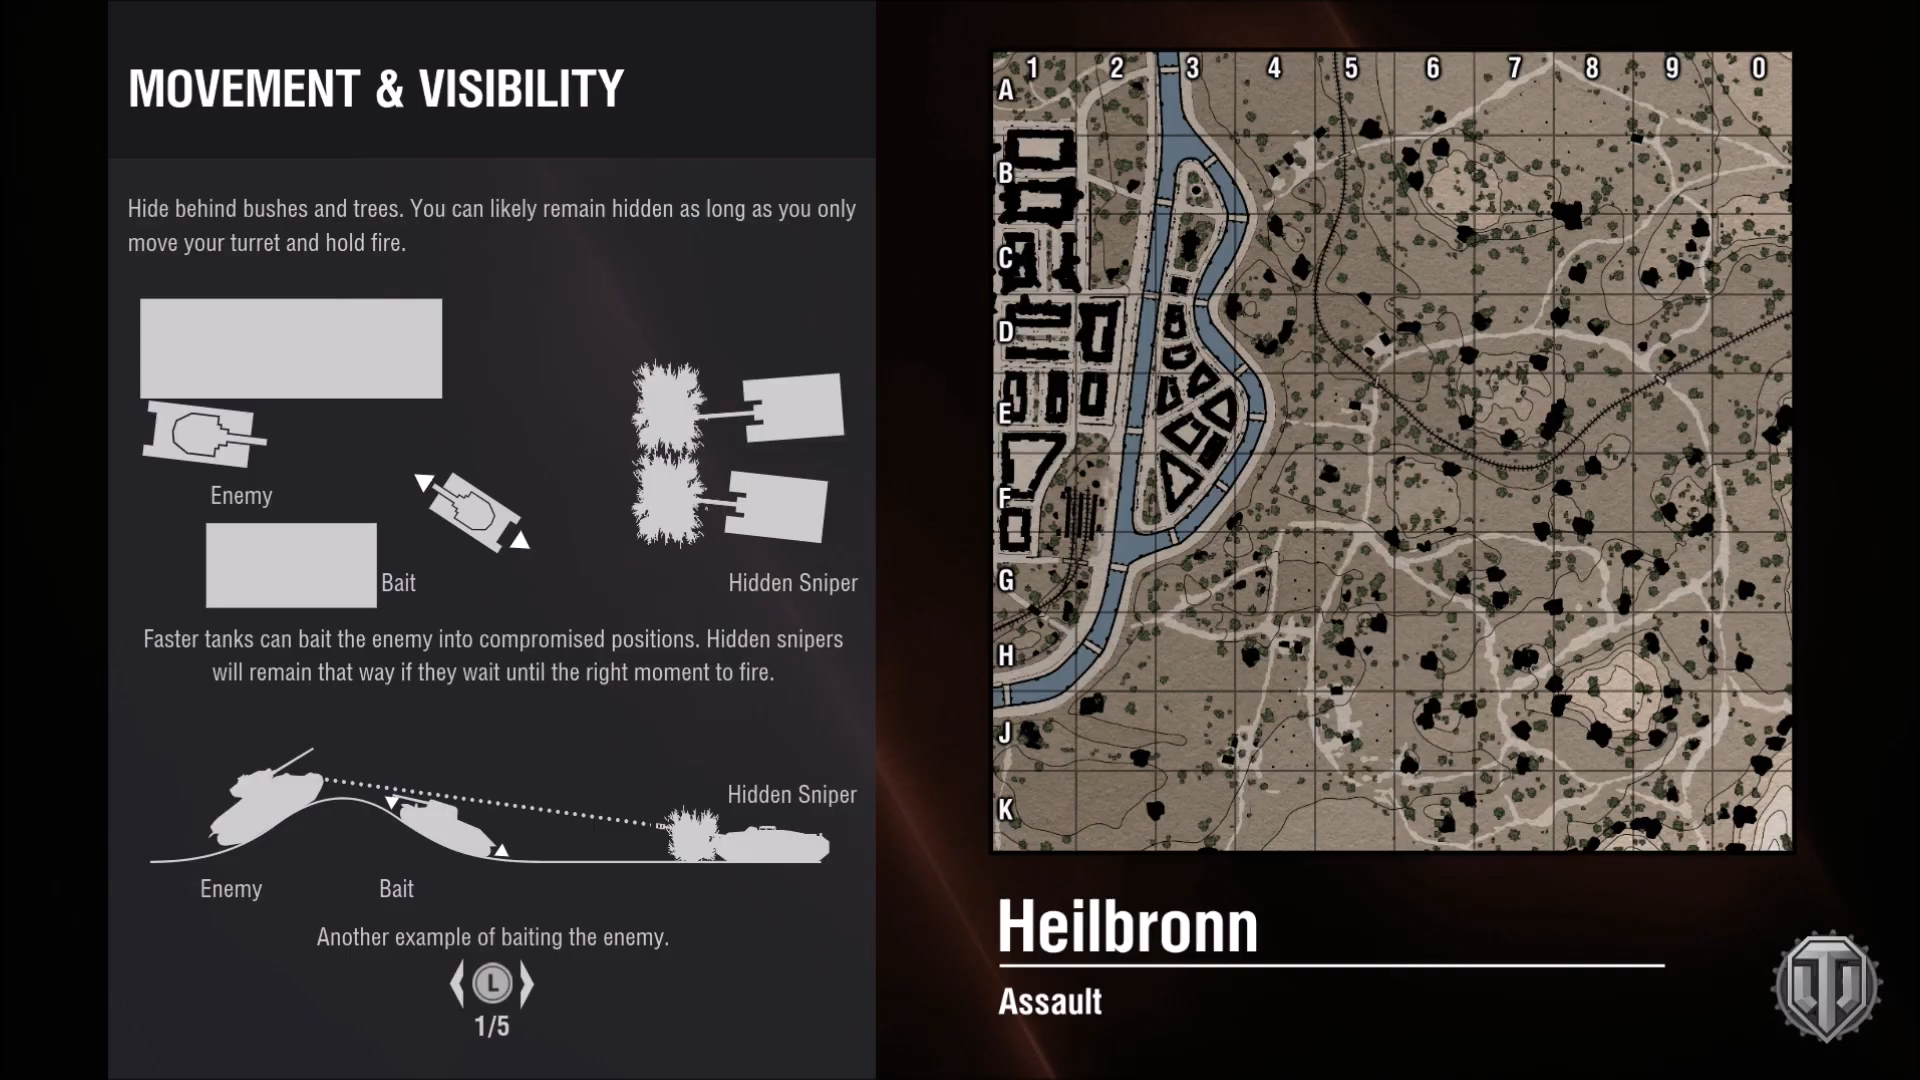 MOVEMENT & VISIBILITY
Hide behind bushes and trees. You can likely remain hidden as long as you only
move your turret and hold fire.
Enemy
Bait
Hidden Sniper
Faster tanks can bait the enemy into compromised positions. Hidden snipers
will remain that way if they wait until the right moment to fire.
Hidden Sniper
Enemy
Bait
Another example of baiting the enemy.
L
1/5
1 2 3 4 5 6 7 8 9 0
A
B
C
D
E
F
G
H
J
K
Heilbronn
Assault